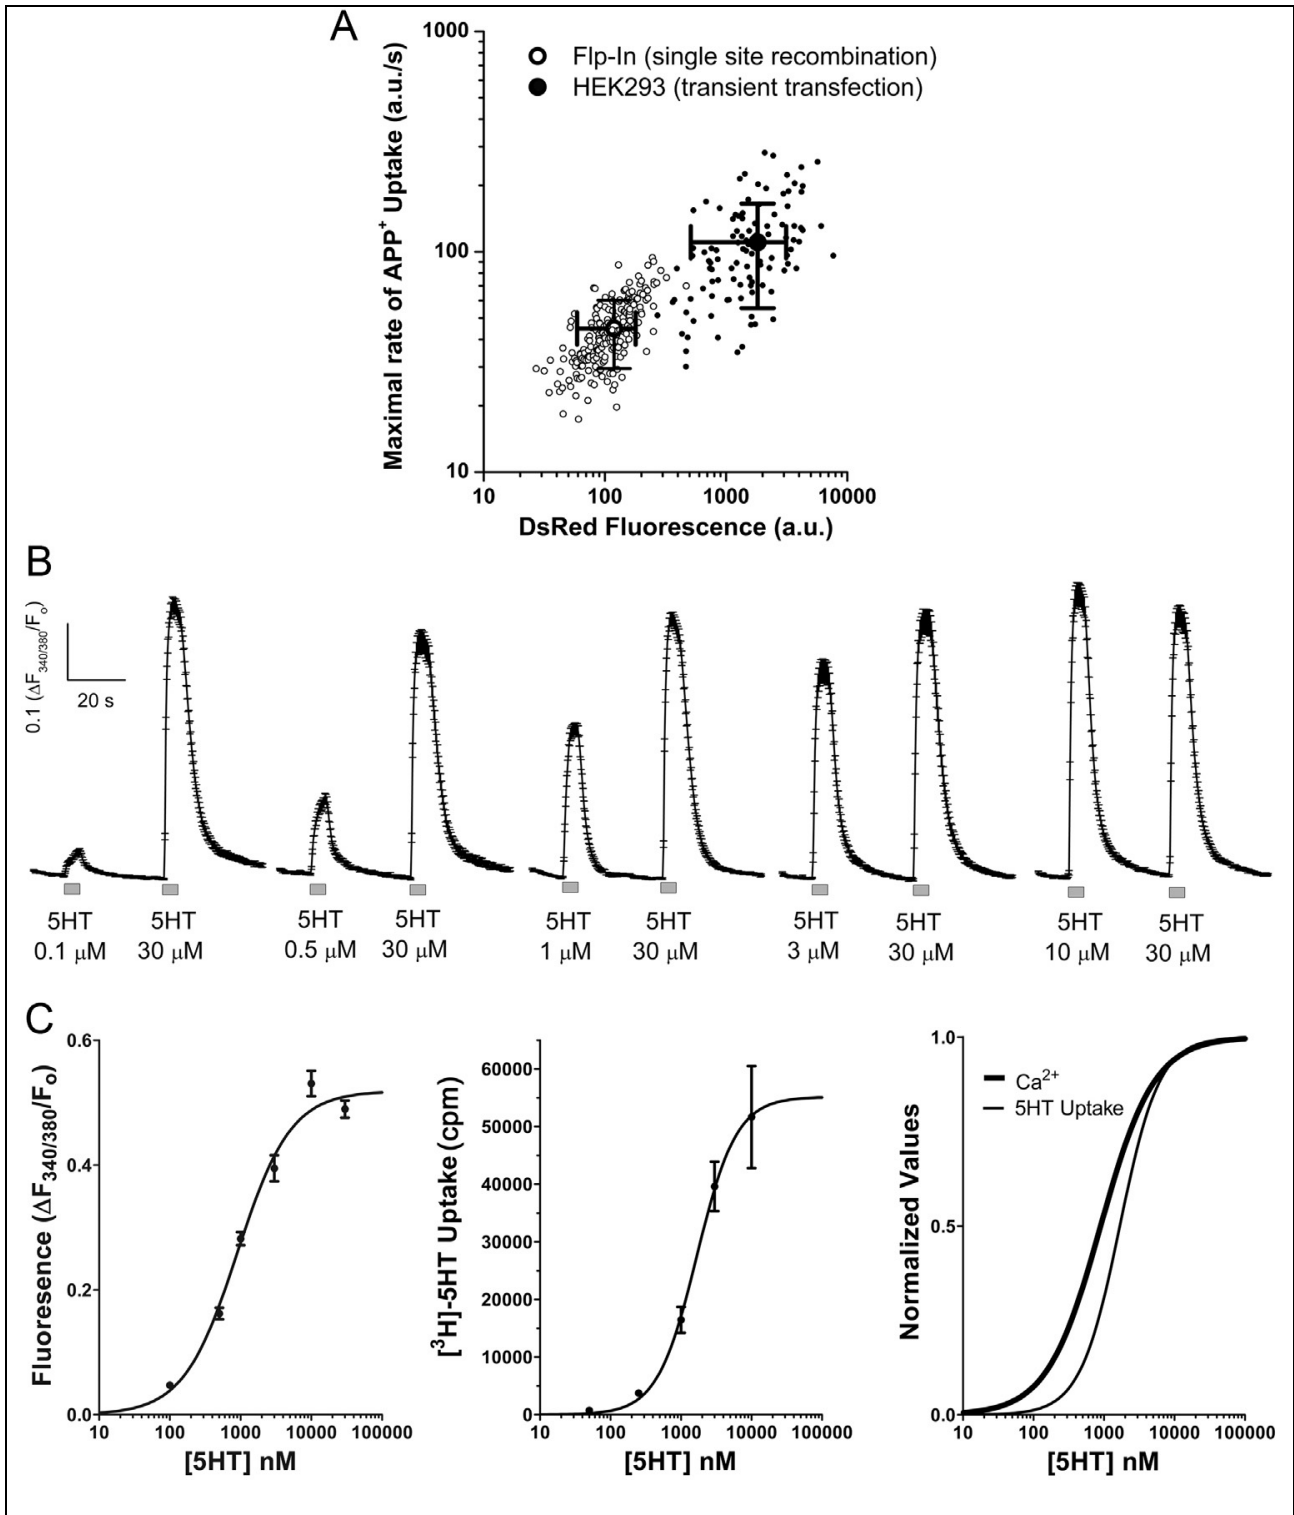 A
Maximal rate of APP+ Uptake (a.u./s)
1000
100
10
Flp-In (single site recombination)
HEK293 (transient transfection)
10 100 1000 10000
DsRed Fluorescence (a.u.)
B
0.1 (ΔF340/380/Fo)
20 s
5HT 5HT 5HT 5HT 5HT 5HT 5HT 5HT 5HT 5HT
0.1 μM 30 μM 0.5 μM 30 μM 1 μM 30 μM 3 μM 30 μM 10 μM 30 μM
C
Fluoresence (ΔF340/380/Fo)
0.6
0.4
0.2
0.0
10 100 1000 10000 100000
[5HT] nM
[3H]-5HT Uptake (cpm)
60000
50000
40000
30000
20000
10000
0
10 100 1000 10000 100000
[5HT] nM
Normalized Values
1.0
0.5
0.0
Ca2+
5HT Uptake
10 100 1000 10000 100000
[5HT] nM